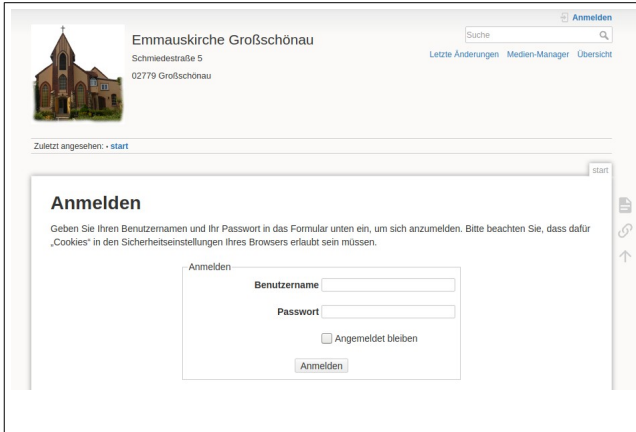 Anmelden
Emmauskirche Großschönau
Schmiedestraße 5
02779 Großschönau
Suche
Letzte Änderungen Medien-Manager Übersicht
Zuletzt angesehen: • start
start
Anmelden
Geben Sie Ihren Benutzernamen und Ihr Passwort in das Formular unten ein, um sich anzumelden. Bitte beachten Sie, dass dafür
„Cookies“ in den Sicherheitseinstellungen Ihres Browsers erlaubt sein müssen.
Anmelden
Benutzername
Passwort
Angemeldet bleiben
Anmelden